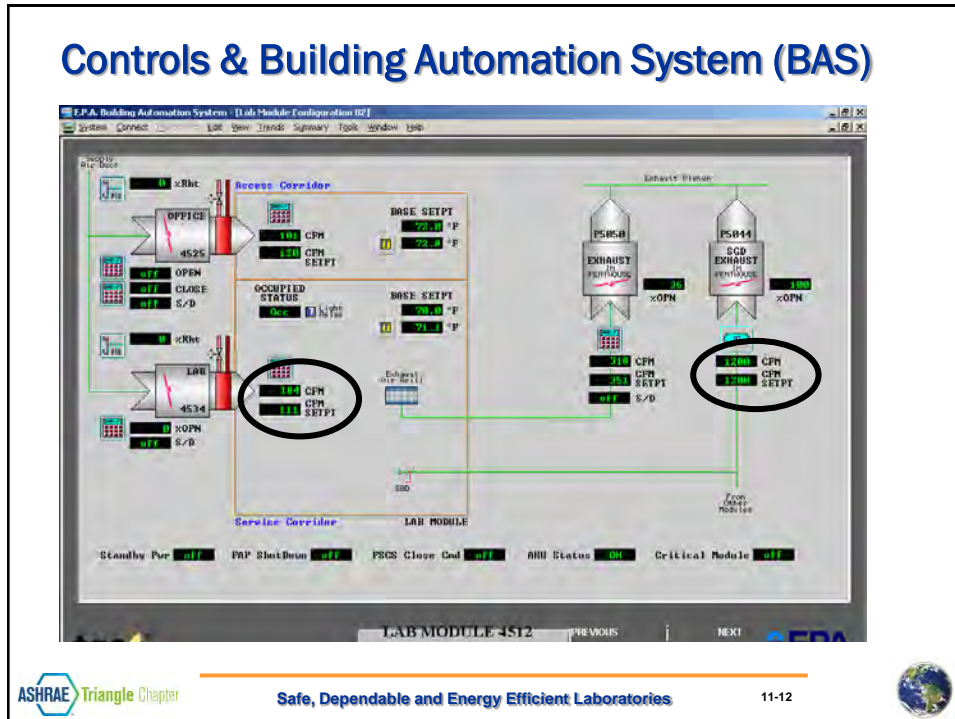 Controls & Building Automation System (BAS)
E.P.A. Building Automation System - [Lab Module Configuration 02]
System Connect Edit View Trends Summary Tools Window Help
Supply
Air Duct
0 %Rht
Access Corridor
Exhaust Plenum
OFFICE
4525
101 CFM
120 CFM
SETPT
BASE SETPT
72.0 °F
72.0 °F
PS050
EXHAUST
IN
PENTHOUSE
PS044
SGD
EXHAUST
IN
PENTHOUSE
off OPEN
off CLOSE
off S/D
36
%OPN
100
%OPN
OCCUPIED
STATUS
Occ
BASE SETPT
70.0 °F
71.1 °F
0 %Rht
LAB
4534
184 CFM
111 CFM
SETPT
Exhaust
Air Grill
310 CFM
351 CFM
SETPT
off S/D
1200 CFM
1200 CFM
SETPT
0 %OPN
off S/D
SGD
From
Other
Modules
Service Corridor
LAB MODULE
Standby Pwr off PAP ShutDown off PSCS Close Cmd off AHU Status ON Critical Module off
LAB MODULE 4512 PREVIOUS NEXT
EPA
ASHRAE Triangle Chapter
Safe, Dependable and Energy Efficient Laboratories
11-12